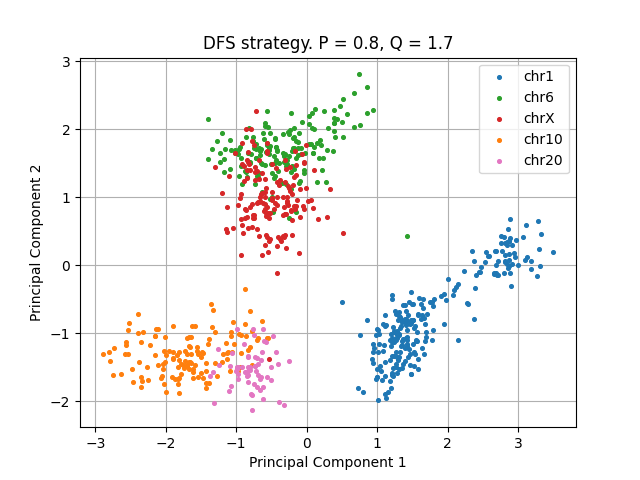 DFS strategy. P = 0.8, Q = 1.7
3
2
1
0
−1
−2
Principal Component 2
chr1
chr6
chrX
chr10
chr20
−3
−2
−1
0
1
2
3
Principal Component 1